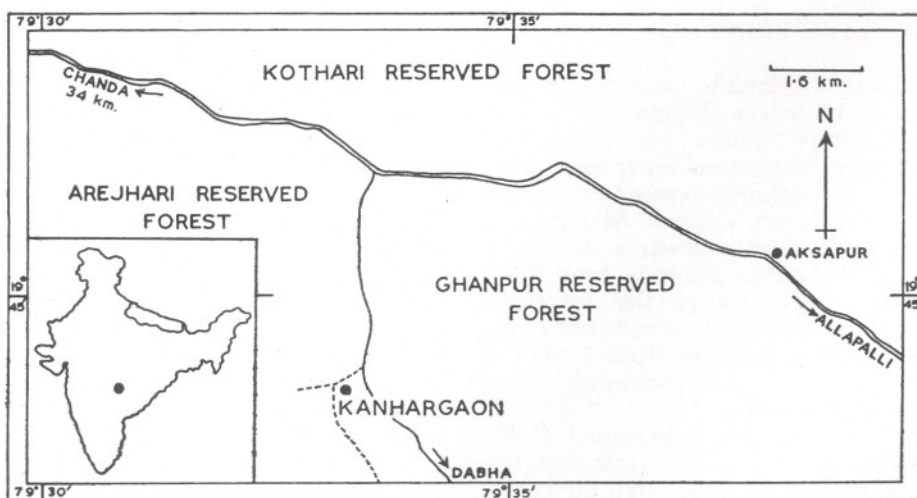 79°30'
79°35'
KOTHARI RESERVED FOREST
1·6 km.
CHANDA
34 km.
N
AREJHARI RESERVED
FOREST
AKSAPUR
GHANPUR RESERVED
FOREST
19°
45'
19°
45'
ALLAPALLI
KANHARGAON
DABHA
79°30'
79°35'